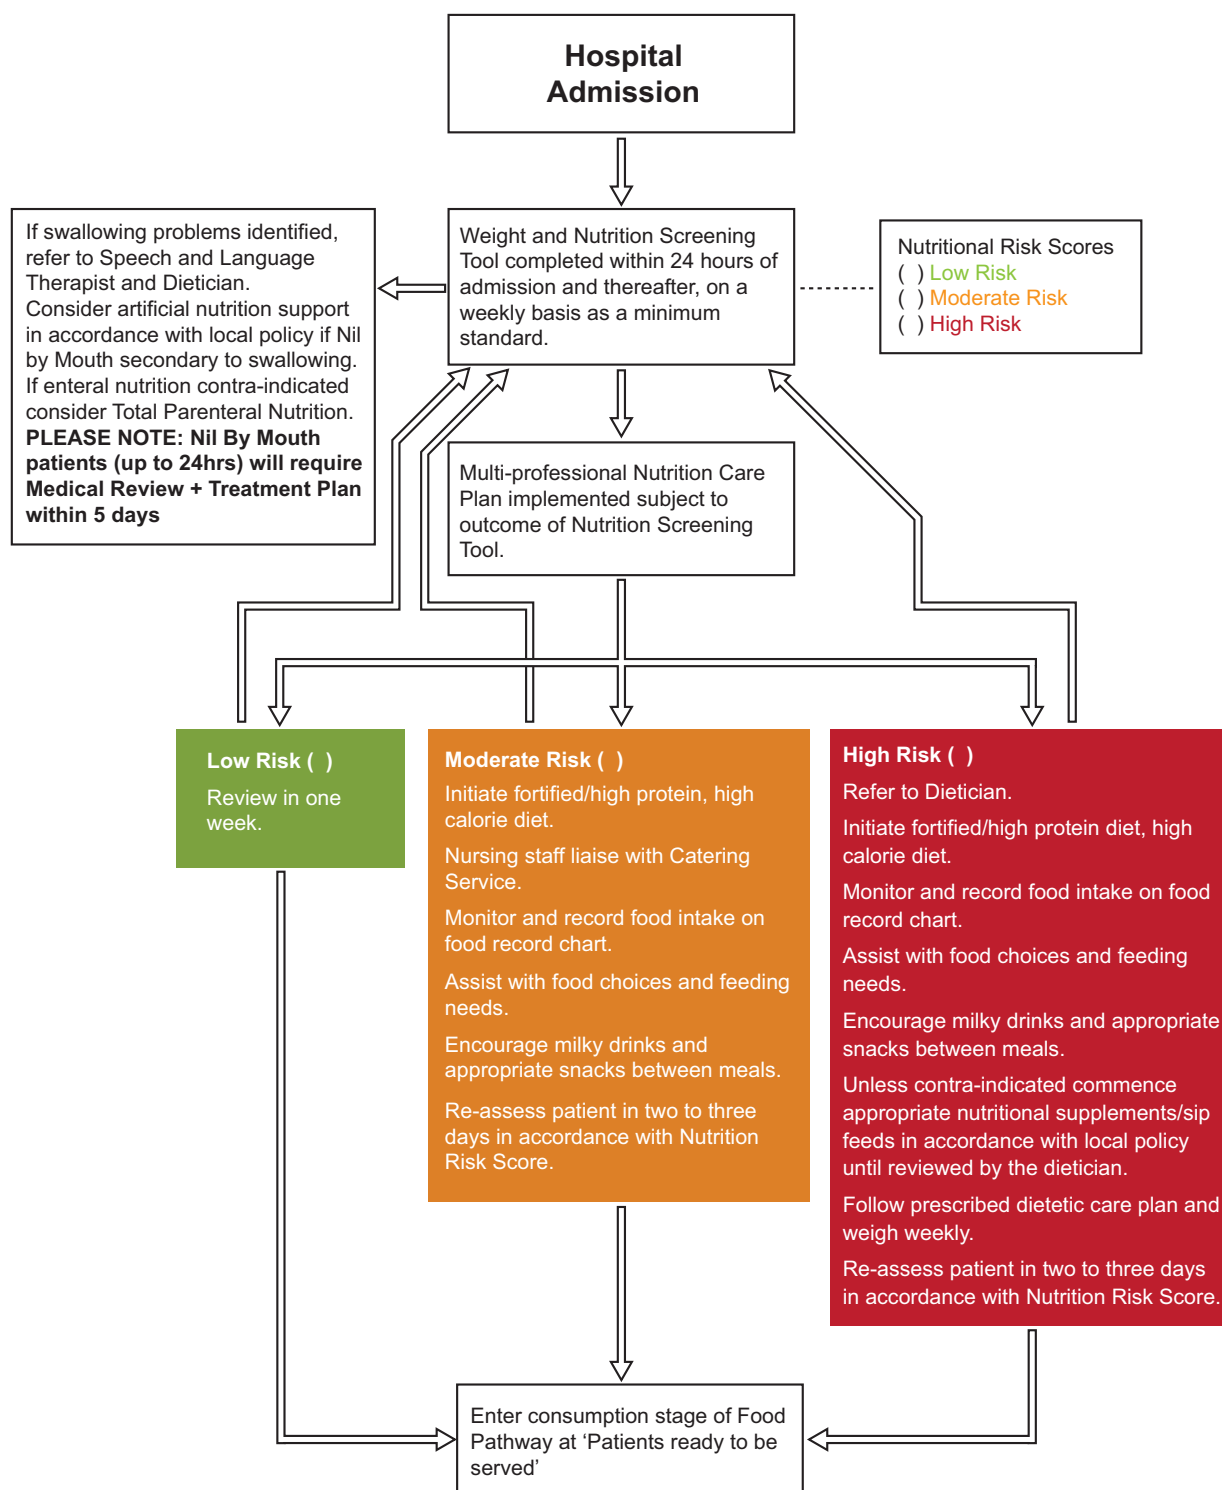 Hospital
Admission
If swallowing problems identified,
refer to Speech and Language
Therapist and Dietician.
Consider artificial nutrition support
in accordance with local policy if Nil
by Mouth secondary to swallowing.
If enteral nutrition contra-indicated
consider Total Parenteral Nutrition.
PLEASE NOTE: Nil By Mouth
patients (up to 24hrs) will require
Medical Review + Treatment Plan
within 5 days
Weight and Nutrition Screening
Tool completed within 24 hours of
admission and thereafter, on a
weekly basis as a minimum
standard.
Nutritional Risk Scores
( ) Low Risk
( ) Moderate Risk
( ) High Risk
Multi-professional Nutrition Care
Plan implemented subject to
outcome of Nutrition Screening
Tool.
Low Risk ( )
Review in one
week.
Moderate Risk ( )
Initiate fortified/high protein, high
calorie diet.
Nursing staff liaise with Catering
Service.
Monitor and record food intake on
food record chart.
Assist with food choices and feeding
needs.
Encourage milky drinks and
appropriate snacks between meals.
Re-assess patient in two to three
days in accordance with Nutrition
Risk Score.
High Risk ( )
Refer to Dietician.
Initiate fortified/high protein diet, high
calorie diet.
Monitor and record food intake on food
record chart.
Assist with food choices and feeding
needs.
Encourage milky drinks and appropriate
snacks between meals.
Unless contra-indicated commence
appropriate nutritional supplements/sip
feeds in accordance with local policy
until reviewed by the dietician.
Follow prescribed dietetic care plan and
weigh weekly.
Re-assess patient in two to three days
in accordance with Nutrition Risk Score.
Enter consumption stage of Food
Pathway at ‘Patients ready to be
served’